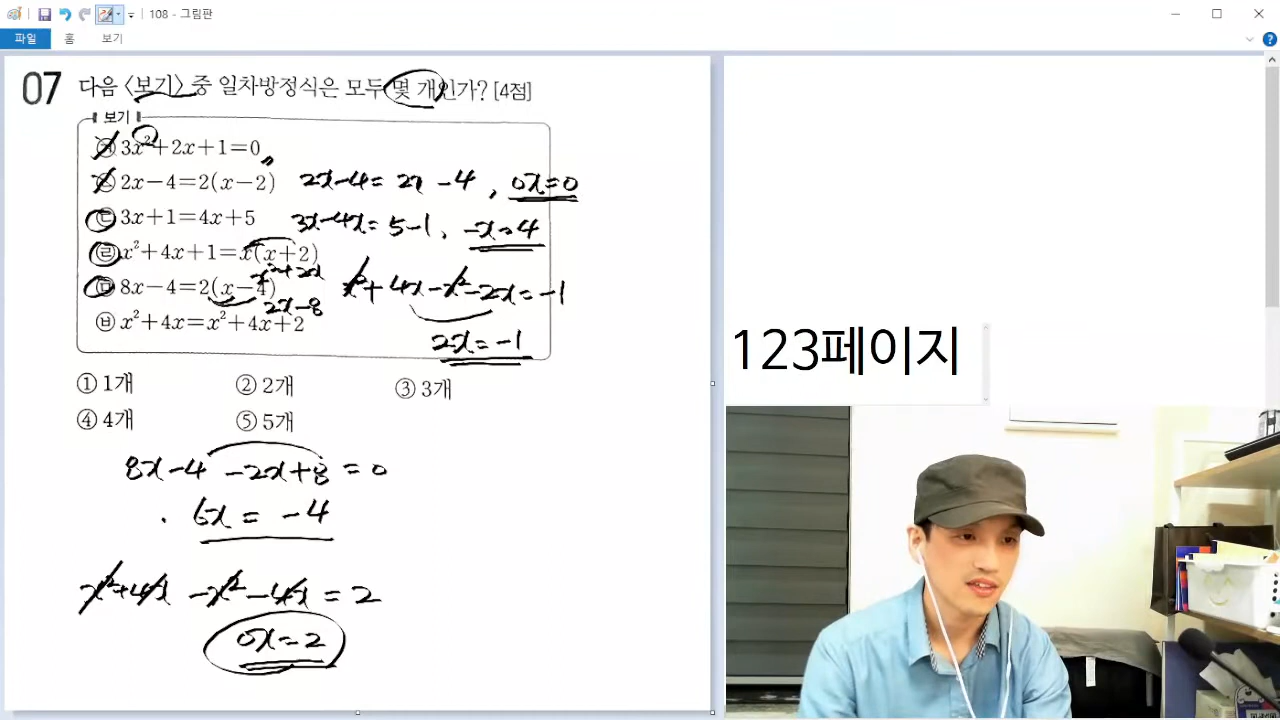 108 - 그림판
파일 홈 보기
07 다음 <보기> 중 일차방정식은 모두 몇 개인가? [4점]
보기
㉠ 3x²+2x+1=0
㉡ 2x-4=2(x-2) 2x-4=2x-4, 0x=0
㉢ 3x+1=4x+5 3x-4x=5-1, -x=4
㉣ x²+4x+1=x(x+2)
x²+2x
㉤ 8x-4=2(x-4) x²+4x-x²-2x=-1
2x-8
㉥ x²+4x=x²+4x+2
2x=-1
① 1개 ② 2개 ③ 3개
④ 4개 ⑤ 5개
8x-4 -2x+8=0
6x=-4
x²+4x -x²-4x=2
0x=2
123페이지